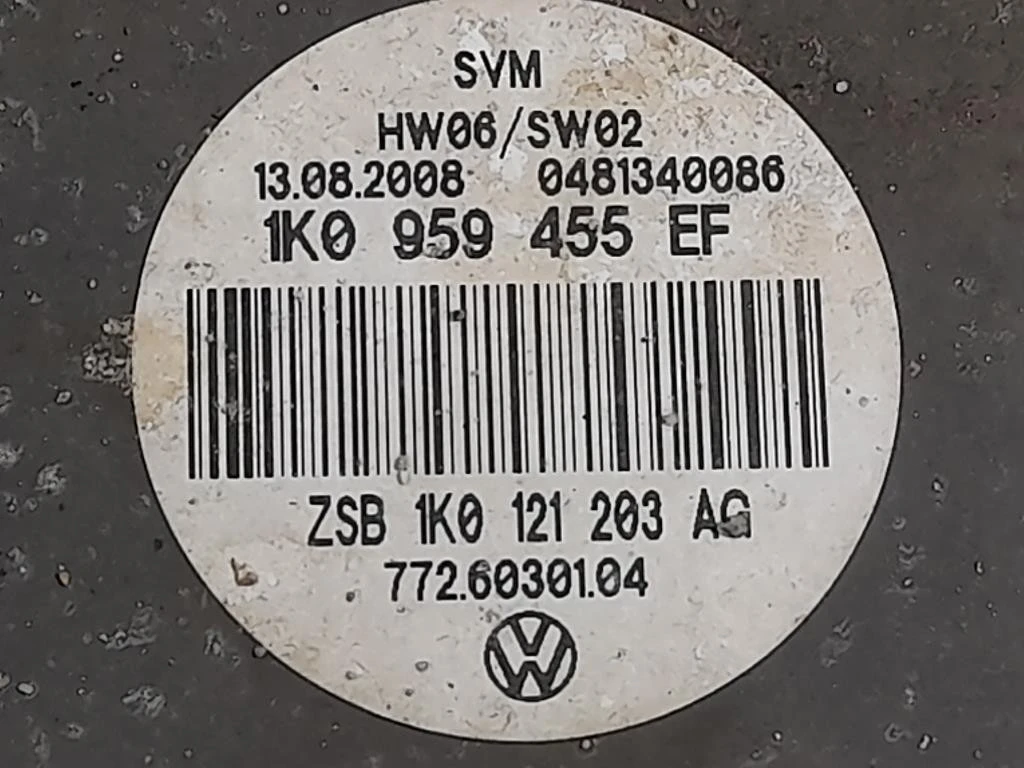 SVM
HW06/SW02
13.08.2008 0481340086
1K0 959 455 EF
ZSB 1K0 121 203 AG
772.60301.04
VW